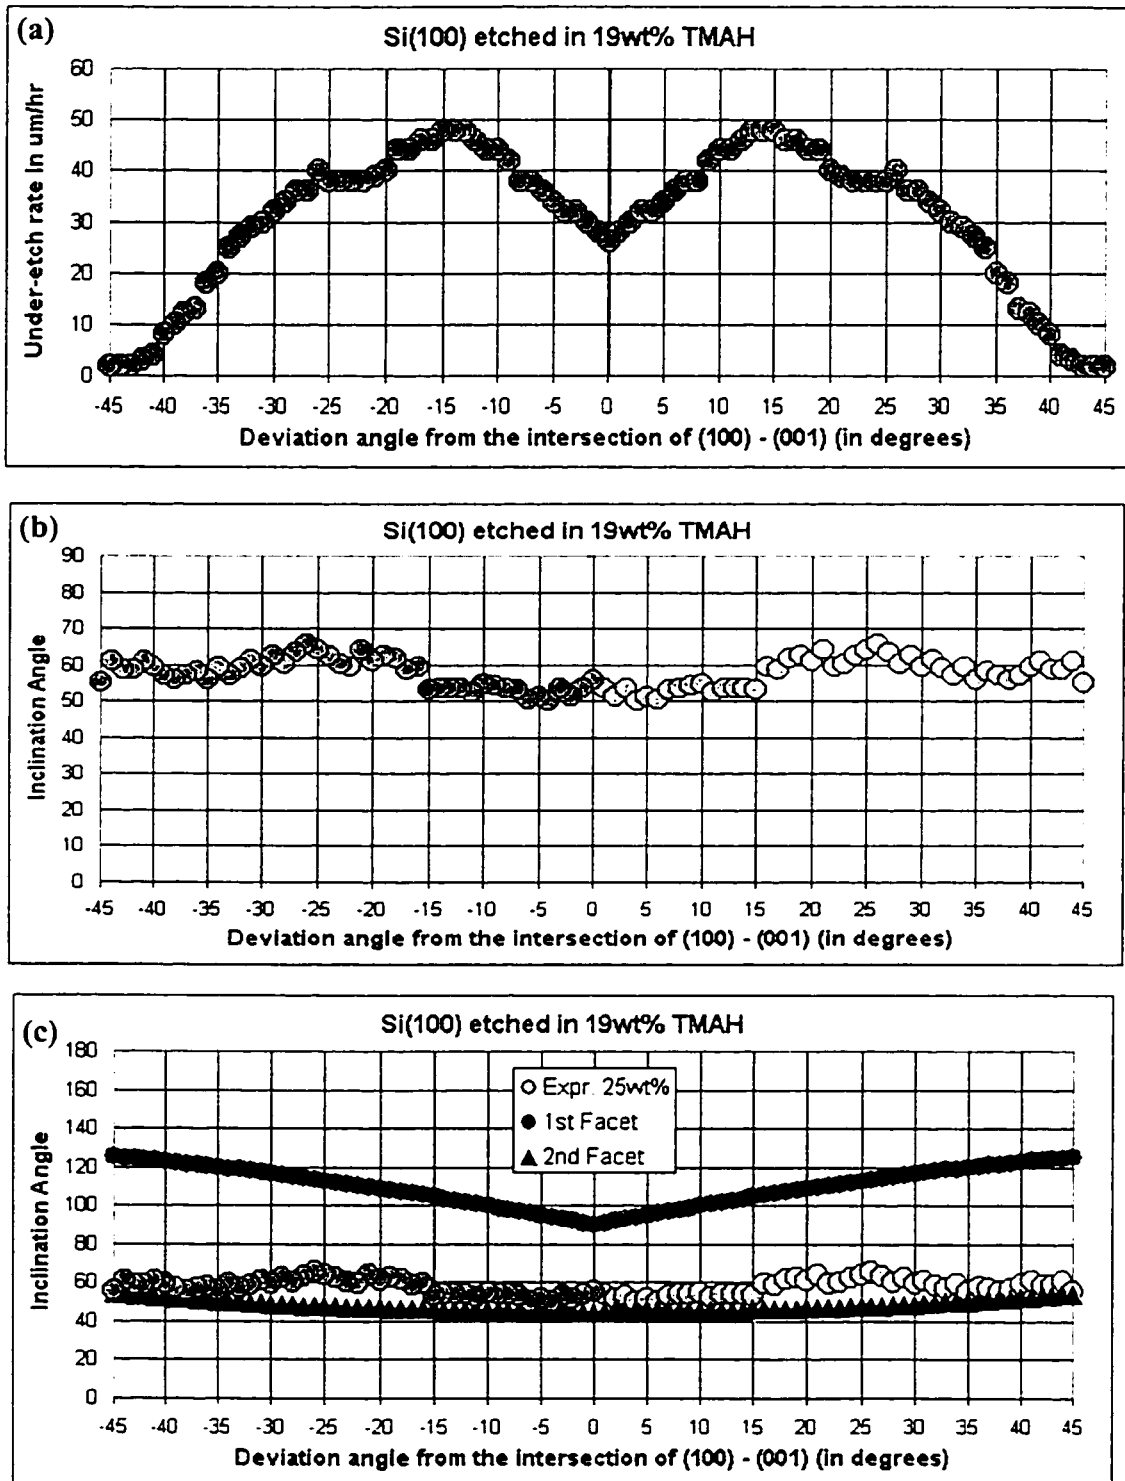 (a)
Si(100) etched in 19wt% TMAH
Under-etch rate in um/hr
60
50
40
30
20
10
0
-45 -40 -35 -30 -25 -20 -15 -10 -5 0 5 10 15 20 25 30 35 40 45
Deviation angle from the intersection of (100) - (001) (in degrees)
(b)
Si(100) etched in 19wt% TMAH
Inclination Angle
90
80
70
60
50
40
30
20
10
0
-45 -40 -35 -30 -25 -20 -15 -10 -5 0 5 10 15 20 25 30 35 40 45
Deviation angle from the intersection of (100) - (001) (in degrees)
(c)
Si(100) etched in 19wt% TMAH
Inclination Angle
180
160
140
120
100
80
60
40
20
0
Expr. 25wt%
1st Facet
2nd Facet
-45 -40 -35 -30 -25 -20 -15 -10 -5 0 5 10 15 20 25 30 35 40 45
Deviation angle from the intersection of (100) - (001) (in degrees)